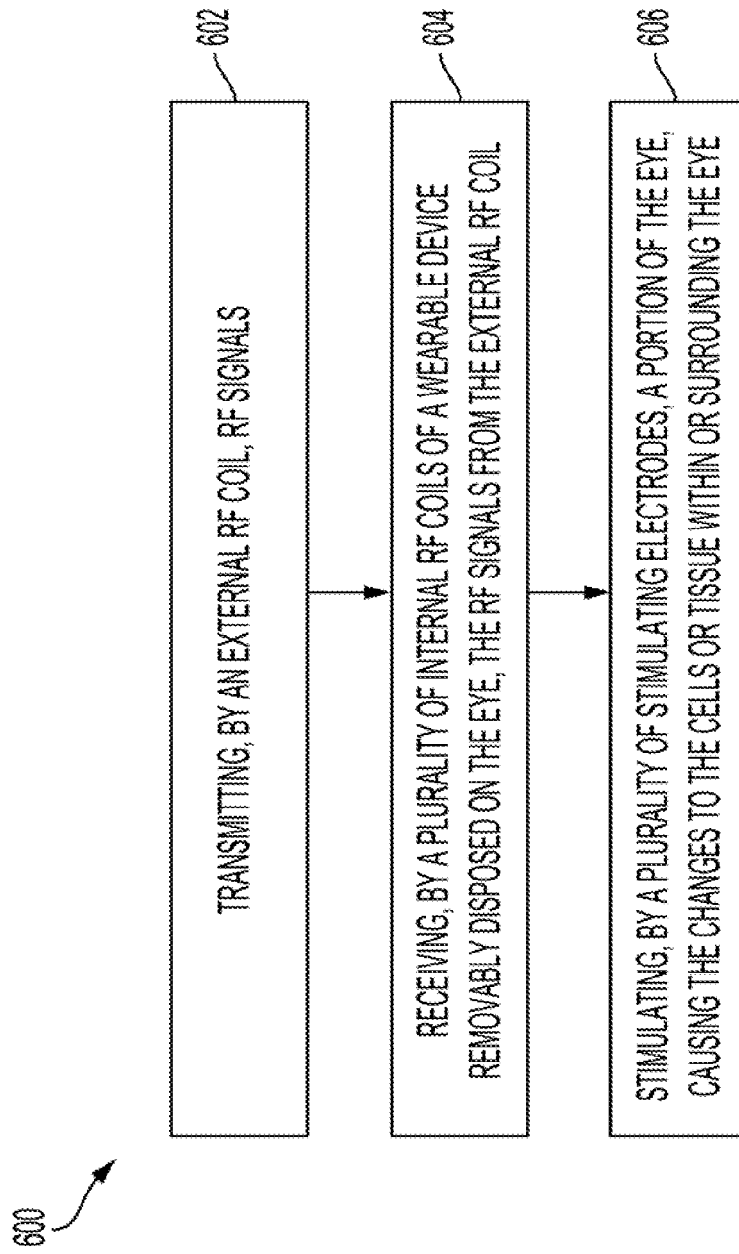 600
TRANSMITTING, BY AN EXTERNAL RF COIL, RF SIGNALS
602
RECEIVING, BY A PLURALITY OF INTERNAL RF COILS OF A WEARABLE DEVICE
REMOVABLY DISPOSED ON THE EYE, THE RF SIGNALS FROM THE EXTERNAL RF COIL
604
STIMULATING, BY A PLURALITY OF STIMULATING ELECTRODES, A PORTION OF THE EYE,
CAUSING THE CHANGES TO THE CELLS OR TISSUE WITHIN OR SURROUNDING THE EYE
606